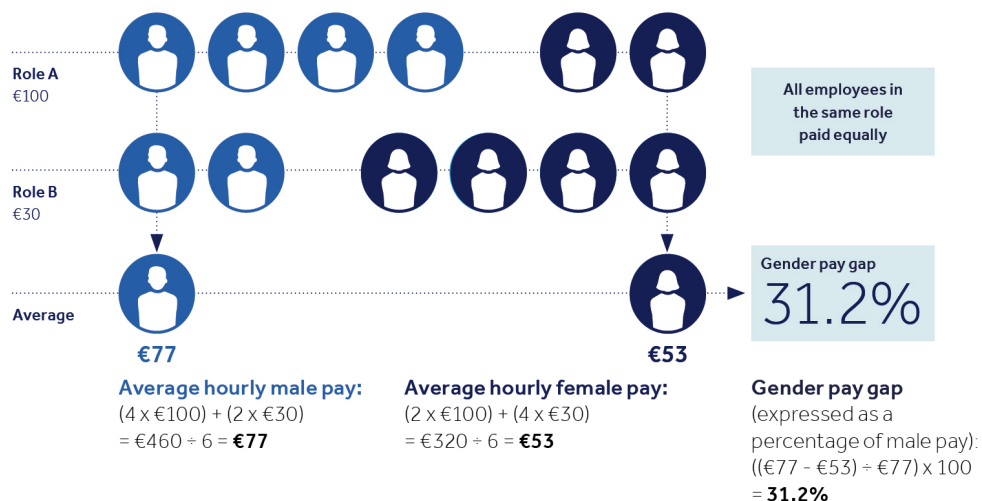 Role A
€100
All employees in
the same role
paid equally
Role B
€30
Average
Gender pay gap
31.2%
€77
€53
Average hourly male pay:
(4 x €100) + (2 x €30)
= €460 ÷ 6 = €77
Average hourly female pay:
(2 x €100) + (4 x €30)
= €320 ÷ 6 = €53
Gender pay gap
(expressed as a
percentage of male pay):
((€77 - €53) ÷ €77) x 100
= 31.2%